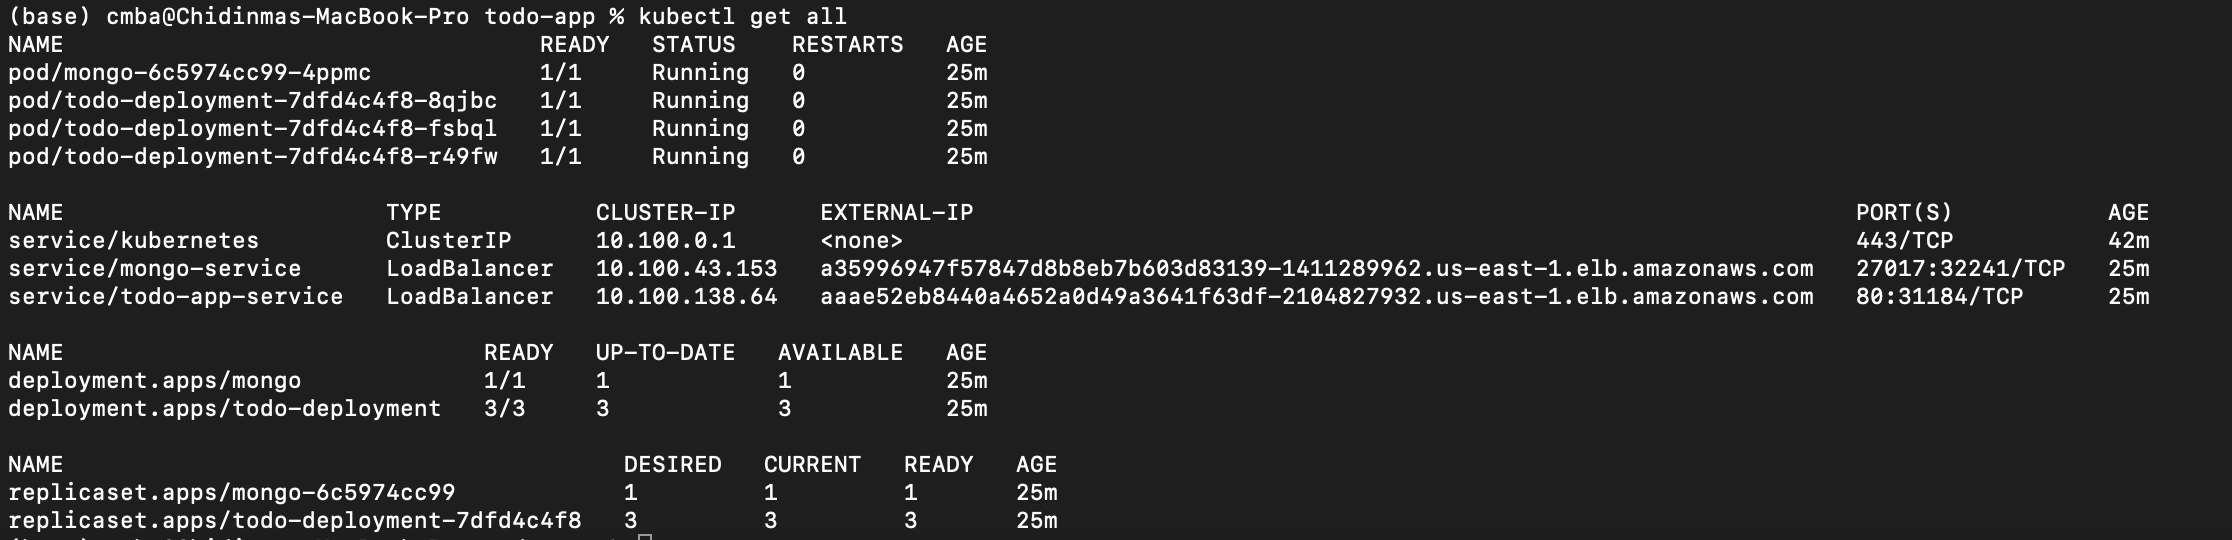 (base) cmba@Chidinmas-MacBook-Pro todo-app % kubectl get all
NAME READY STATUS RESTARTS AGE
pod/mongo-6c5974cc99-4ppmc 1/1 Running 0 25m
pod/todo-deployment-7dfd4c4f8-8qjbc 1/1 Running 0 25m
pod/todo-deployment-7dfd4c4f8-fsbql 1/1 Running 0 25m
pod/todo-deployment-7dfd4c4f8-r49fw 1/1 Running 0 25m
NAME TYPE CLUSTER-IP EXTERNAL-IP PORT(S) AGE
service/kubernetes ClusterIP 10.100.0.1 <none> 443/TCP 42m
service/mongo-service LoadBalancer 10.100.43.153 a35996947f57847d8b8eb7b603d83139-1411289962.us-east-1.elb.amazonaws.com 27017:32241/TCP 25m
service/todo-app-service LoadBalancer 10.100.138.64 aaae52eb8440a4652a0d49a3641f63df-2104827932.us-east-1.elb.amazonaws.com 80:31184/TCP 25m
NAME READY UP-TO-DATE AVAILABLE AGE
deployment.apps/mongo 1/1 1 1 25m
deployment.apps/todo-deployment 3/3 3 3 25m
NAME DESIRED CURRENT READY AGE
replicaset.apps/mongo-6c5974cc99 1 1 1 25m
replicaset.apps/todo-deployment-7dfd4c4f8 3 3 3 25m